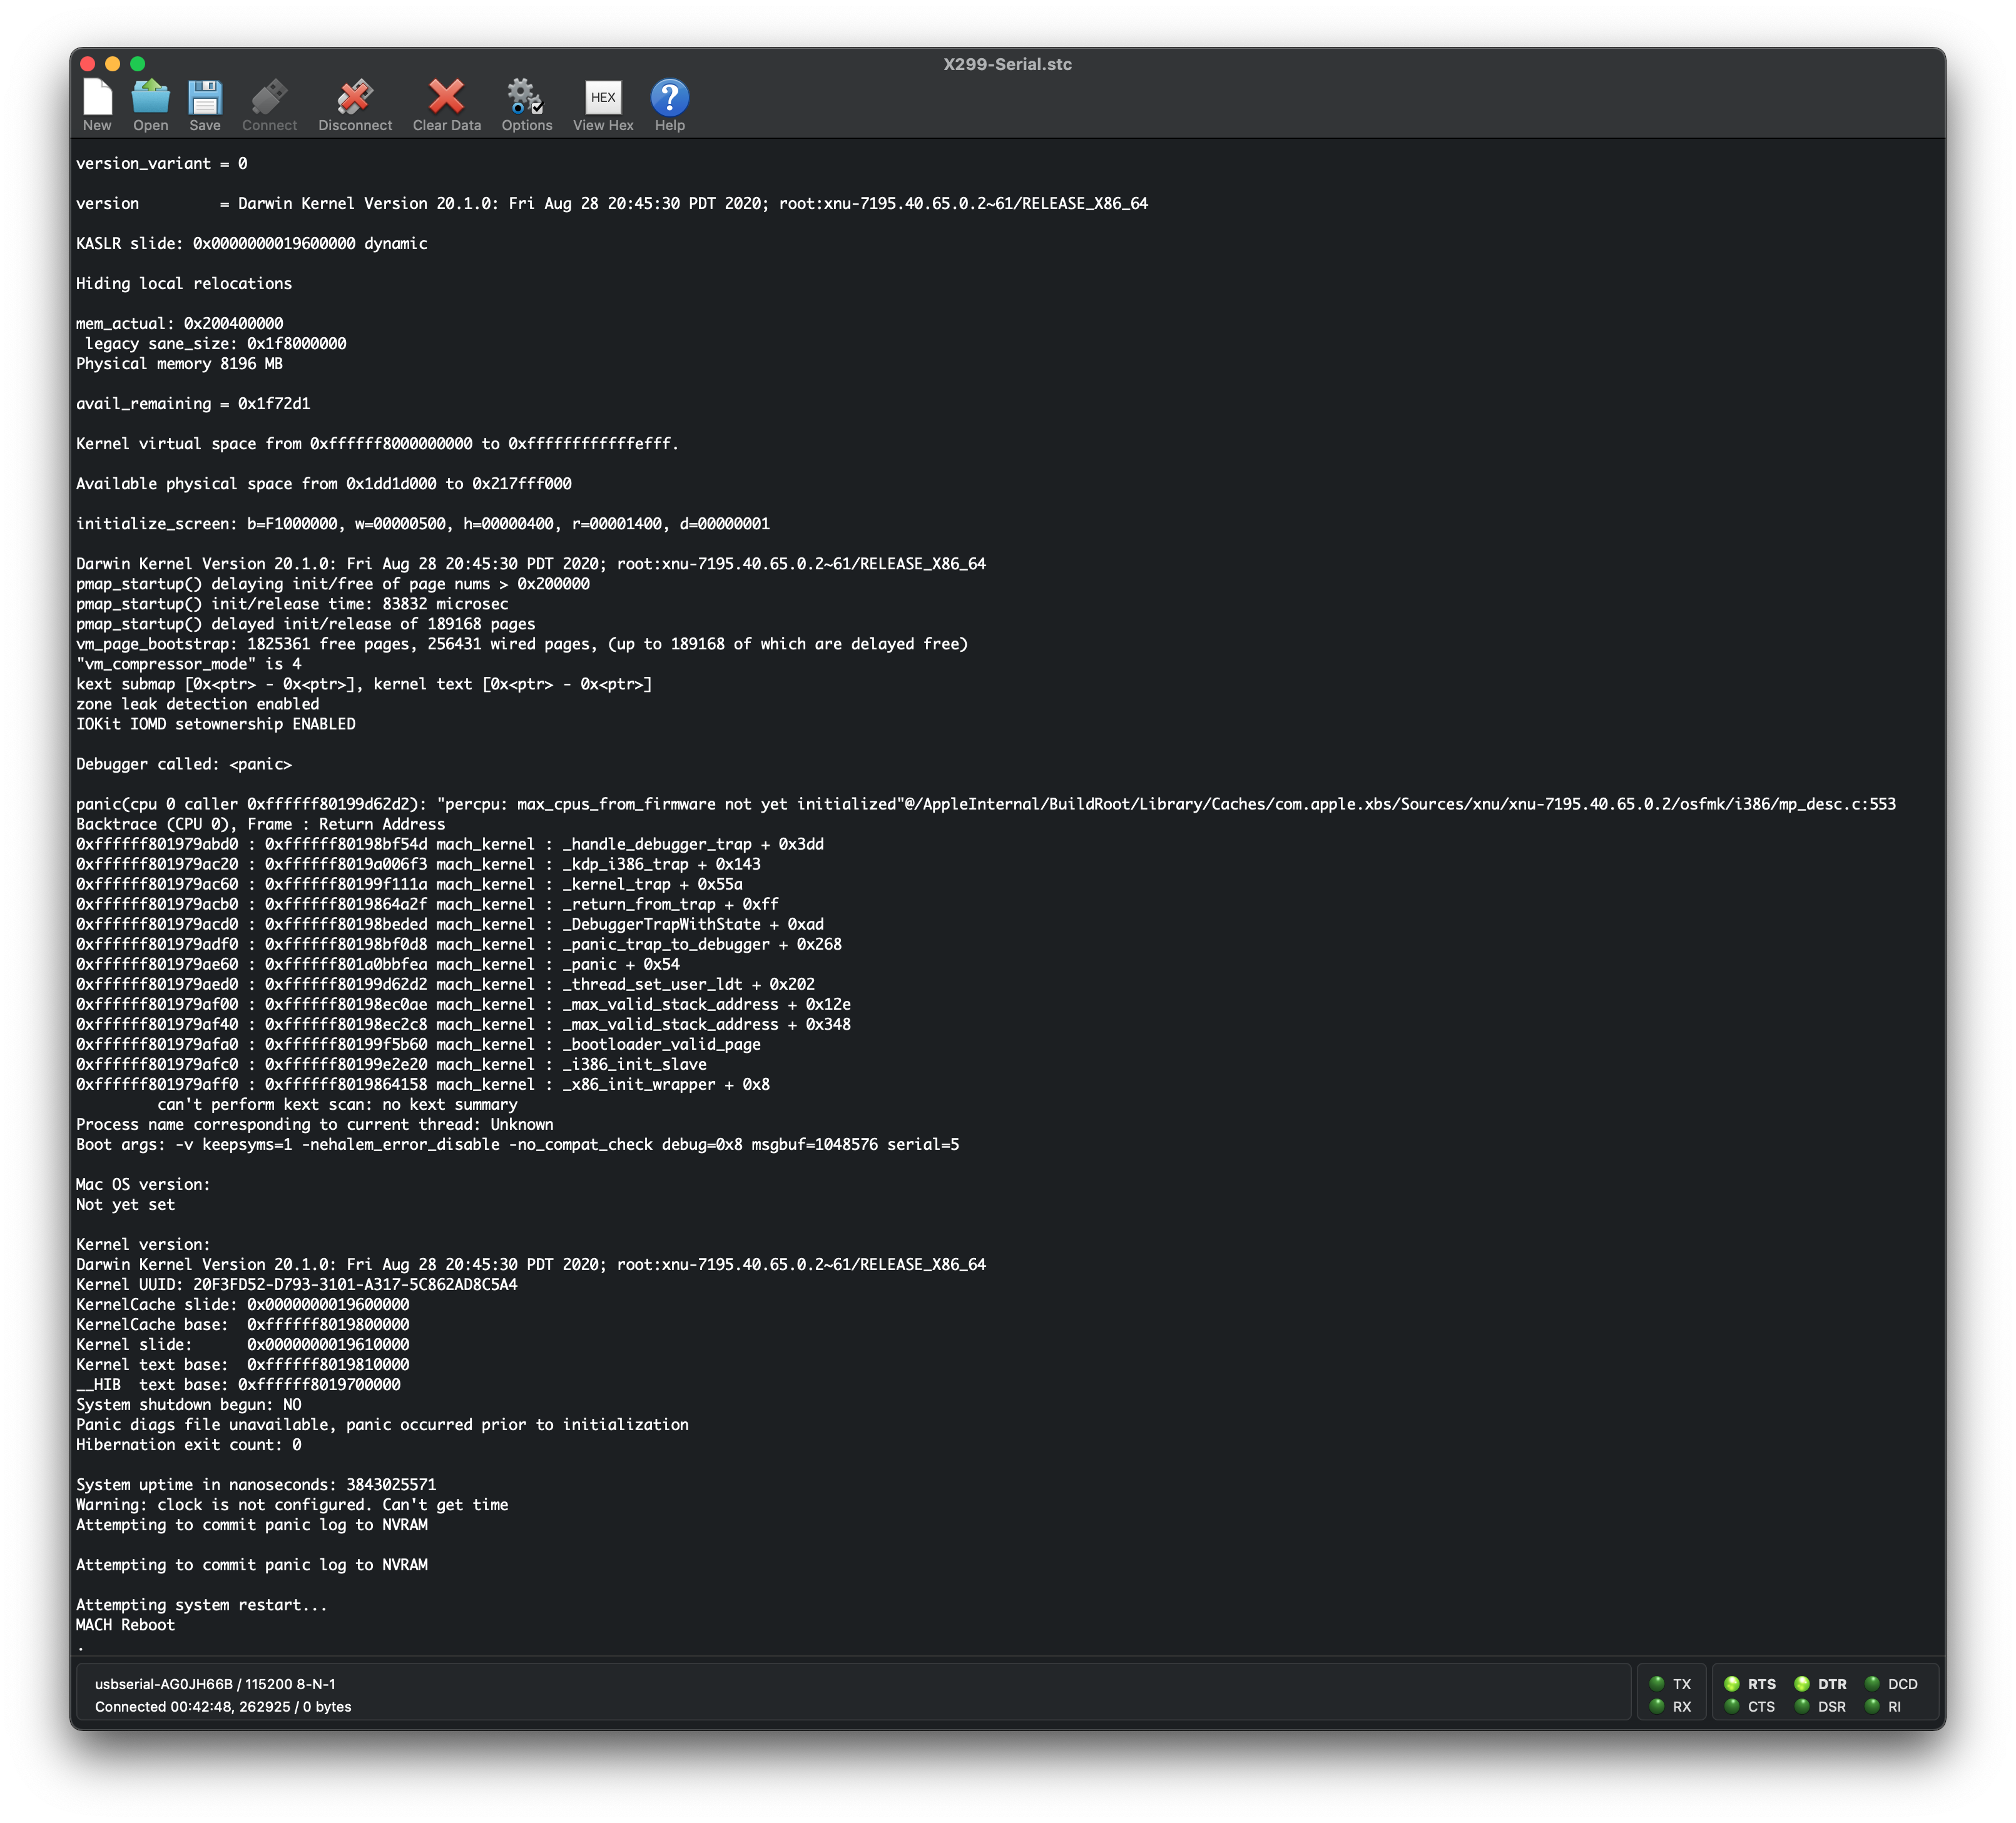 X299-Serial.stc
New Open Save Connect Disconnect Clear Data Options View Hex Help
HEX
version_variant = 0
version         = Darwin Kernel Version 20.1.0: Fri Aug 28 20:45:30 PDT 2020; root:xnu-7195.40.65.0.2~61/RELEASE_X86_64
KASLR slide: 0x0000000019600000 dynamic
Hiding local relocations
mem_actual: 0x200400000
 legacy sane_size: 0x1f8000000
Physical memory 8196 MB
avail_remaining = 0x1f72d1
Kernel virtual space from 0xffffff8000000000 to 0xffffffffffffefff.
Available physical space from 0x1dd1d000 to 0x217fff000
initialize_screen: b=F1000000, w=00000500, h=00000400, r=00001400, d=00000001
Darwin Kernel Version 20.1.0: Fri Aug 28 20:45:30 PDT 2020; root:xnu-7195.40.65.0.2~61/RELEASE_X86_64
pmap_startup() delaying init/free of page nums > 0x200000
pmap_startup() init/release time: 83832 microsec
pmap_startup() delayed init/release of 189168 pages
vm_page_bootstrap: 1825361 free pages, 256431 wired pages, (up to 189168 of which are delayed free)
"vm_compressor_mode" is 4
kext submap [0x<ptr> - 0x<ptr>], kernel text [0x<ptr> - 0x<ptr>]
zone leak detection enabled
IOKit IOMD setownership ENABLED
Debugger called: <panic>
panic(cpu 0 caller 0xffffff80199d62d2): "percpu: max_cpus_from_firmware not yet initialized"@/AppleInternal/BuildRoot/Library/Caches/com.apple.xbs/Sources/xnu/xnu-7195.40.65.0.2/osfmk/i386/mp_desc.c:553
Backtrace (CPU 0), Frame : Return Address
0xffffff801979abd0 : 0xffffff80198bf54d mach_kernel : _handle_debugger_trap + 0x3dd
0xffffff801979ac20 : 0xffffff8019a006f3 mach_kernel : _kdp_i386_trap + 0x143
0xffffff801979ac60 : 0xffffff80199f111a mach_kernel : _kernel_trap + 0x55a
0xffffff801979acb0 : 0xffffff8019864a2f mach_kernel : _return_from_trap + 0xff
0xffffff801979acd0 : 0xffffff80198beded mach_kernel : _DebuggerTrapWithState + 0xad
0xffffff801979adf0 : 0xffffff80198bf0d8 mach_kernel : _panic_trap_to_debugger + 0x268
0xffffff801979ae60 : 0xffffff801a0bbfea mach_kernel : _panic + 0x54
0xffffff801979aed0 : 0xffffff80199d62d2 mach_kernel : _thread_set_user_ldt + 0x202
0xffffff801979af00 : 0xffffff80198ec0ae mach_kernel : _max_valid_stack_address + 0x12e
0xffffff801979af40 : 0xffffff80198ec2c8 mach_kernel : _max_valid_stack_address + 0x348
0xffffff801979afa0 : 0xffffff80199f5b60 mach_kernel : _bootloader_valid_page
0xffffff801979afc0 : 0xffffff80199e2e20 mach_kernel : _i386_init_slave
0xffffff801979aff0 : 0xffffff8019864158 mach_kernel : _x86_init_wrapper + 0x8
         can't perform kext scan: no kext summary
Process name corresponding to current thread: Unknown
Boot args: -v keepsyms=1 -nehalem_error_disable -no_compat_check debug=0x8 msgbuf=1048576 serial=5
Mac OS version:
Not yet set
Kernel version:
Darwin Kernel Version 20.1.0: Fri Aug 28 20:45:30 PDT 2020; root:xnu-7195.40.65.0.2~61/RELEASE_X86_64
Kernel UUID: 20F3FD52-D793-3101-A317-5C862AD8C5A4
KernelCache slide: 0x0000000019600000
KernelCache base:  0xffffff8019800000
Kernel slide:      0x0000000019610000
Kernel text base:  0xffffff8019810000
__HIB  text base: 0xffffff8019700000
System shutdown begun: NO
Panic diags file unavailable, panic occurred prior to initialization
Hibernation exit count: 0
System uptime in nanoseconds: 3843025571
Warning: clock is not configured. Can't get time
Attempting to commit panic log to NVRAM
Attempting to commit panic log to NVRAM
Attempting system restart...
MACH Reboot
.
usbserial-AG0JH66B / 115200 8-N-1
Connected 00:42:48, 262925 / 0 bytes
TX RTS DTR DCD
RX CTS DSR RI